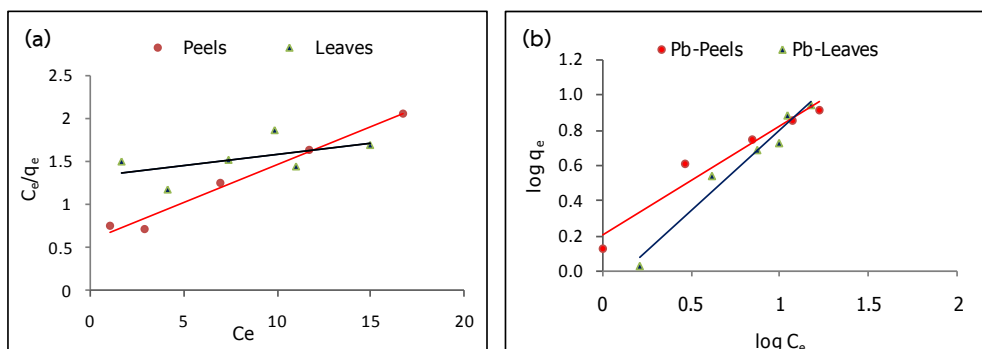 (a)
Peels Leaves
2.5
2
1.5
1
0.5
0
0 5 10 15 20
Ce/qe
Ce
(b)
Pb-Peels Pb-Leaves
1.2
1.0
0.8
0.6
0.4
0.2
0.0
0 0.5 1 1.5 2
log qe
log Ce